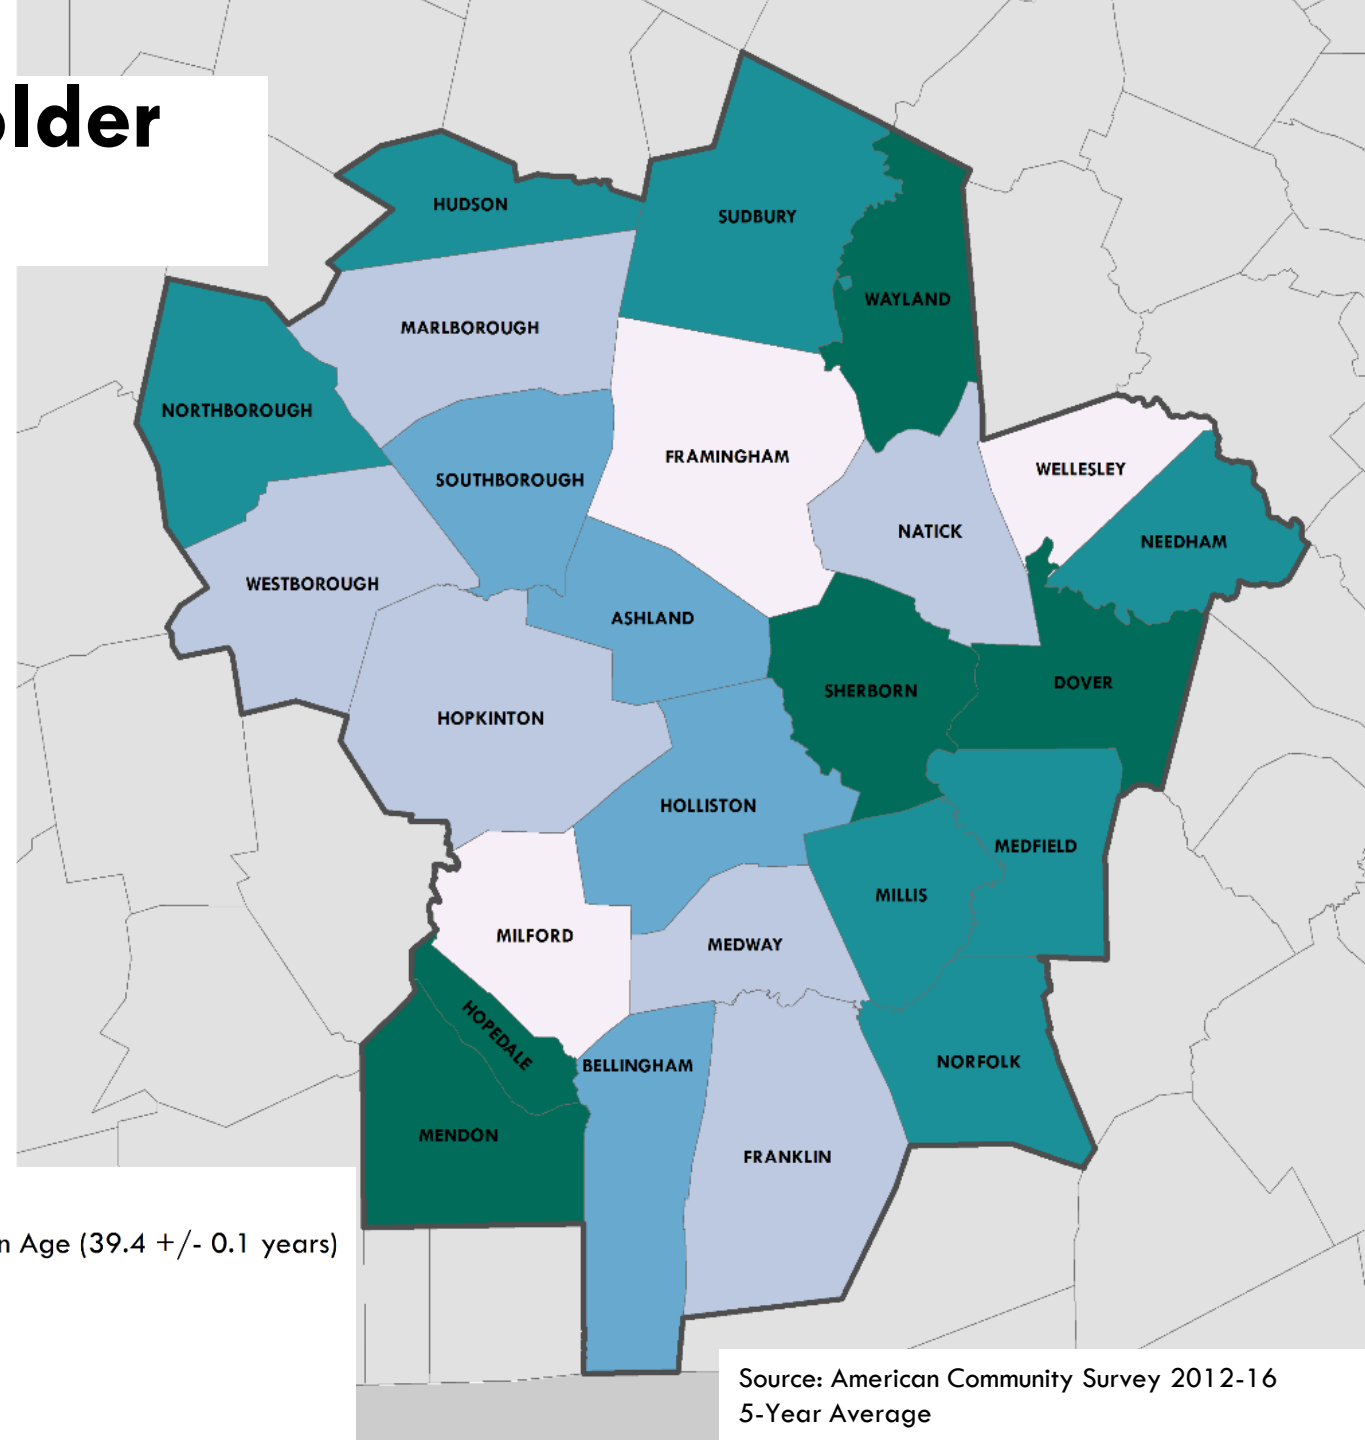 older
HUDSON
SUDBURY
WAYLAND
MARLBOROUGH
NORTHBOROUGH
FRAMINGHAM
WELLESLEY
SOUTHBOROUGH
NATICK
NEEDHAM
WESTBOROUGH
ASHLAND
DOVER
SHERBORN
HOPKINTON
HOLLISTON
MEDFIELD
MILLIS
MILFORD
MEDWAY
HOPEDALE
NORFOLK
BELLINGHAM
MENDON
FRANKLIN
n Age (39.4 +/- 0.1 years)
Source: American Community Survey 2012-16
5-Year Average